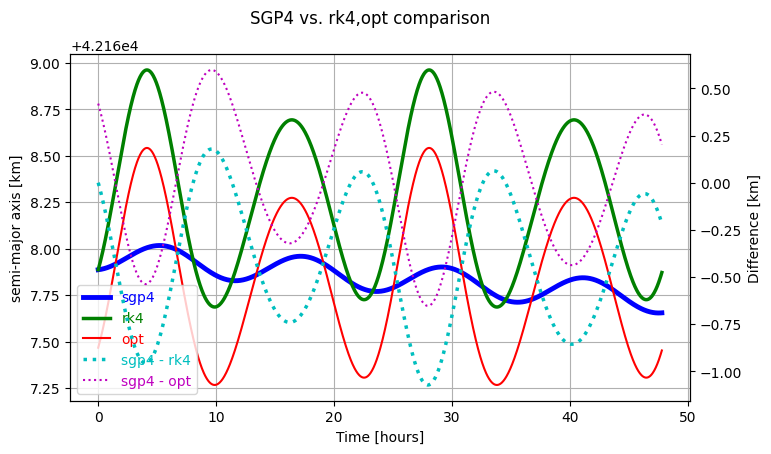 SGP4 vs. rk4,opt comparison
+4.216e4
9.00
8.75
8.50
8.25
8.00
7.75
7.50
7.25
semi-major axis [km]
0.50
0.25
0.00
−0.25
−0.50
−0.75
−1.00
Difference [km]
sgp4
rk4
opt
sgp4 - rk4
sgp4 - opt
0 10 20 30 40 50
Time [hours]